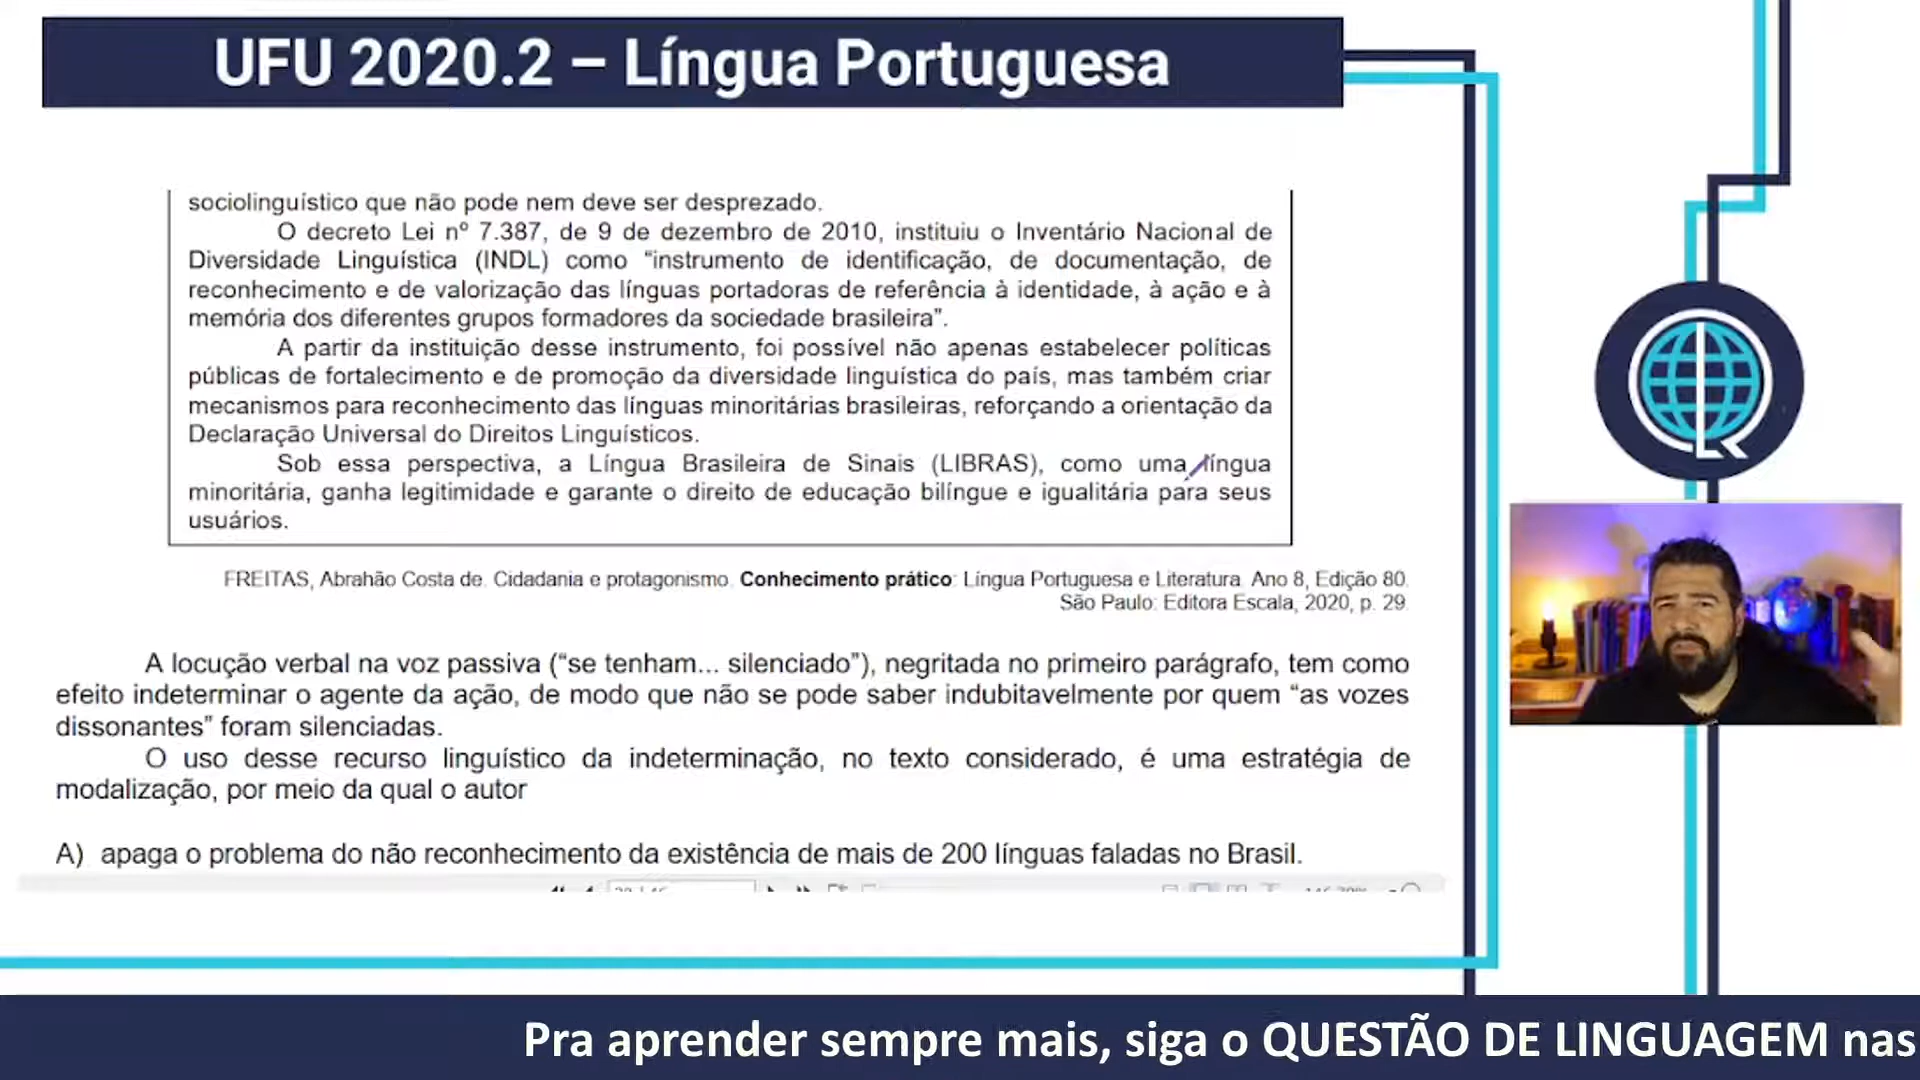 UFU 2020.2 – Língua Portuguesa
sociolinguístico que não pode nem deve ser desprezado.
O decreto Lei nº 7.387, de 9 de dezembro de 2010, instituiu o Inventário Nacional de
Diversidade Linguística (INDL) como “instrumento de identificação, de documentação, de
reconhecimento e de valorização das línguas portadoras de referência à identidade, à ação e à
memória dos diferentes grupos formadores da sociedade brasileira”.
A partir da instituição desse instrumento, foi possível não apenas estabelecer políticas
públicas de fortalecimento e de promoção da diversidade linguística do país, mas também criar
mecanismos para reconhecimento das línguas minoritárias brasileiras, reforçando a orientação da
Declaração Universal do Direitos Linguísticos.
Sob essa perspectiva, a Língua Brasileira de Sinais (LIBRAS), como uma língua
minoritária, ganha legitimidade e garante o direito de educação bilíngue e igualitária para seus
usuários.
FREITAS, Abrahão Costa de. Cidadania e protagonismo. Conhecimento prático: Língua Portuguesa e Literatura. Ano 8, Edição 80.
São Paulo: Editora Escala, 2020, p. 29.
A locução verbal na voz passiva (“se tenham... silenciado”), negritada no primeiro parágrafo, tem como
efeito indeterminar o agente da ação, de modo que não se pode saber indubitavelmente por quem “as vozes
dissonantes” foram silenciadas.
O uso desse recurso linguístico da indeterminação, no texto considerado, é uma estratégia de
modalização, por meio da qual o autor
A) apaga o problema do não reconhecimento da existência de mais de 200 línguas faladas no Brasil.
Pra aprender sempre mais, siga o QUESTÃO DE LINGUAGEM nas